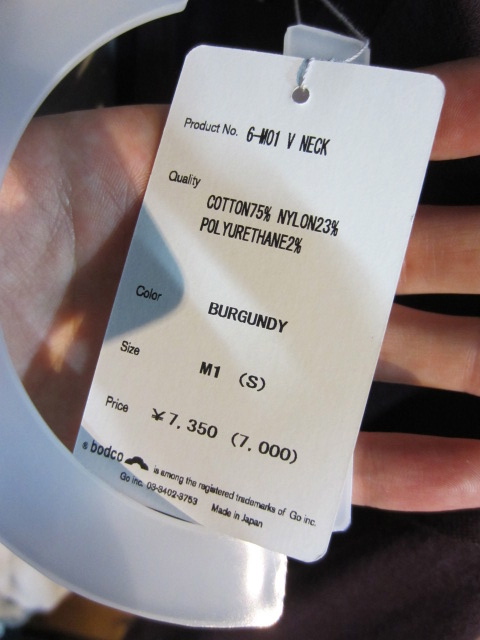 Product No. 6-M01 V NECK
Quality
COTTON75% NYLON23%
POLYURETHANE2%
Color BURGUNDY
Size M1 (S)
Price ¥7,350 (7,000)
® bodco is among the registered trademarks of Go inc.
Go inc. 03-3402-3753 Made in Japan